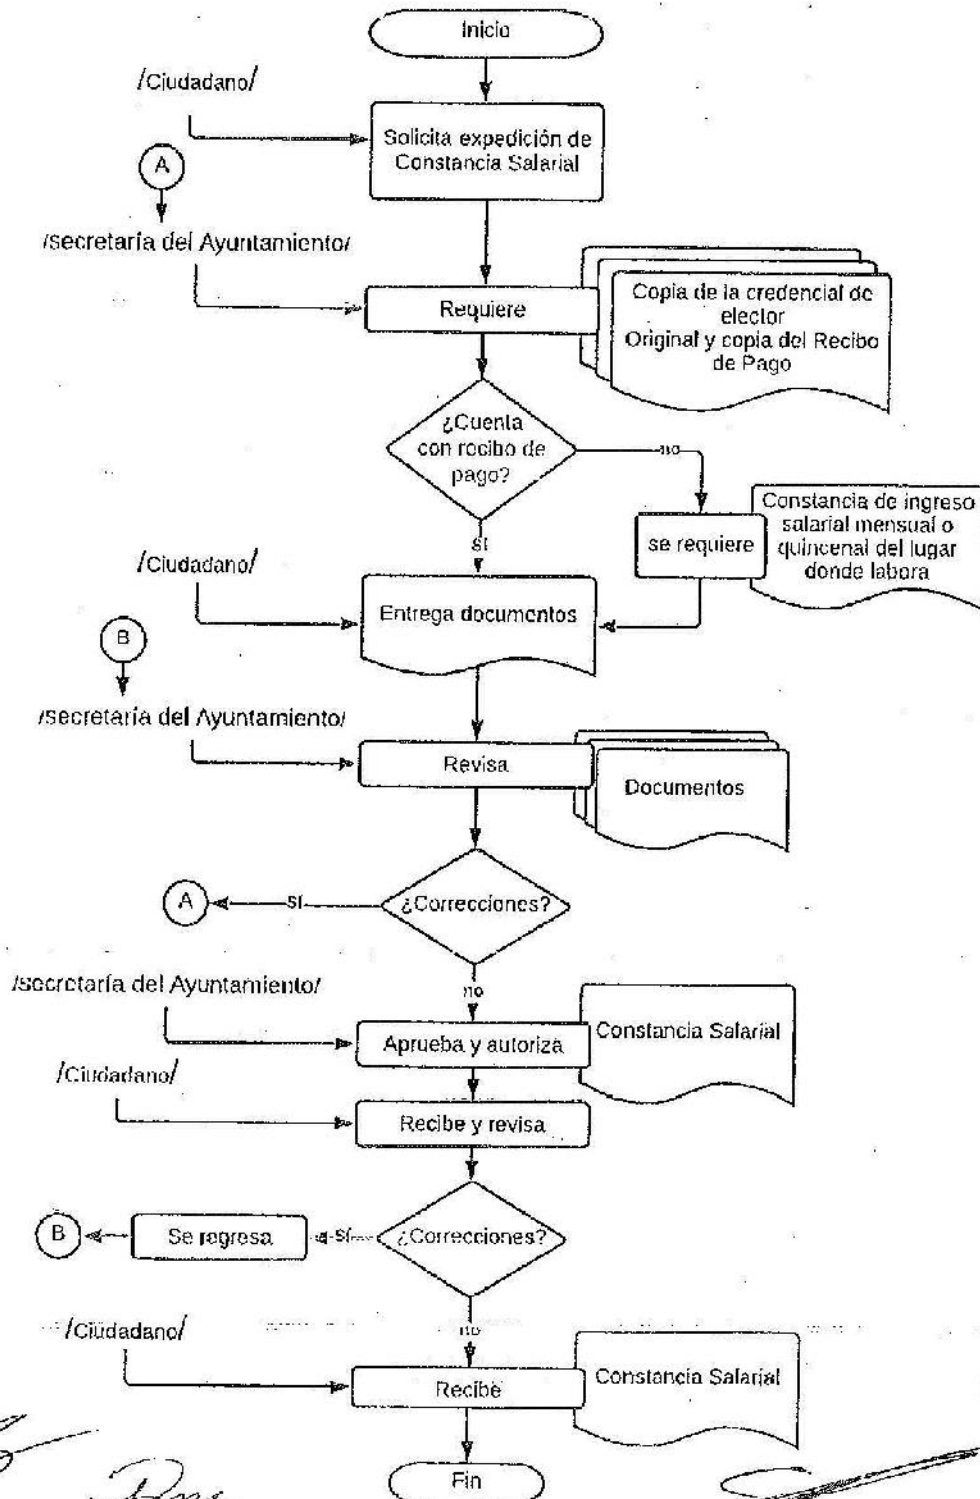 Inicio
/Ciudadano/
Solicita expedición de
Constancia Salarial
A
/secretaría del Ayuntamiento/
Requiere
Copia de la credencial de
elector
Original y copia del Recibo
de Pago
¿Cuenta
con recibo de
pago?
no
Constancia de ingreso
salarial mensual o
quincenal del lugar
donde labora
se requiere
sí
/Ciudadano/
Entrega documentos
B
/secretaría del Ayuntamiento/
Revisa
Documentos
¿Correcciones?
A
Sí
/secretaría del Ayuntamiento/
no
Aprueba y autoriza
Constancia Salarial
/Ciudadano/
Recibe y revisa
B
Se regresa
Sí
¿Correcciones?
/Ciudadano/
no
Recibe
Constancia Salarial
Fin